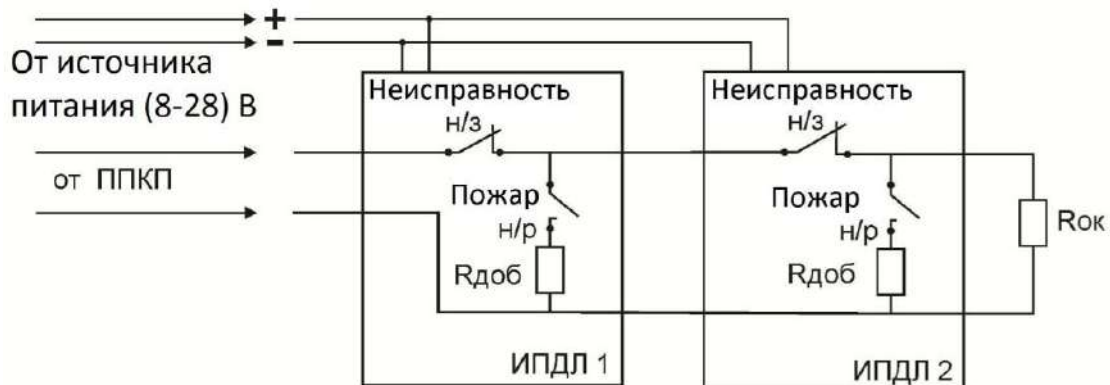 +
-
От источника
питания (8-28) В
от ППКП
Неисправность
н/з
Пожар
н/р
Rдоб
ИПДЛ 1
Неисправность
н/з
Пожар
н/р
Rдоб
ИПДЛ 2
Rок